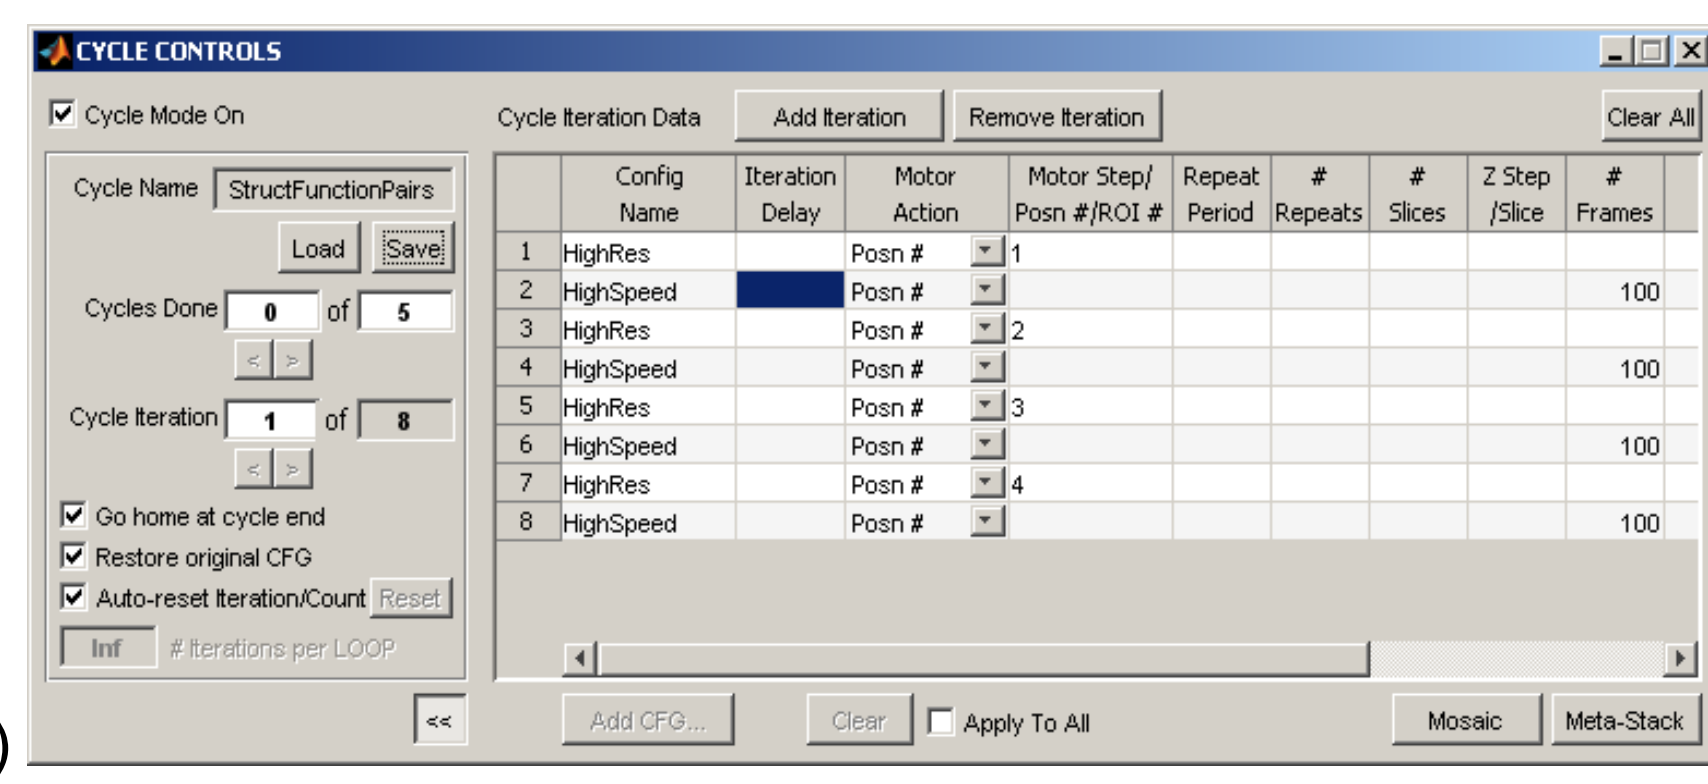 CYCLE CONTROLS
Cycle Mode On
Cycle Iteration Data Add Iteration Remove Iteration Clear All
Cycle Name StructFunctionPairs
Load Save
Cycles Done 0 of 5
< >
Cycle Iteration 1 of 8
< >
Go home at cycle end
Restore original CFG
Auto-reset Iteration/Count Reset
Inf # Iterations per LOOP
<<
Config Name Iteration Delay Motor Action Motor Step/ Posn #/ROI # Repeat Period # Repeats # Slices Z Step /Slice # Frames
1 HighRes Posn # 1
2 HighSpeed Posn # 100
3 HighRes Posn # 2
4 HighSpeed Posn # 100
5 HighRes Posn # 3
6 HighSpeed Posn # 100
7 HighRes Posn # 4
8 HighSpeed Posn # 100
Add CFG... Clear Apply To All Mosaic Meta-Stack
)